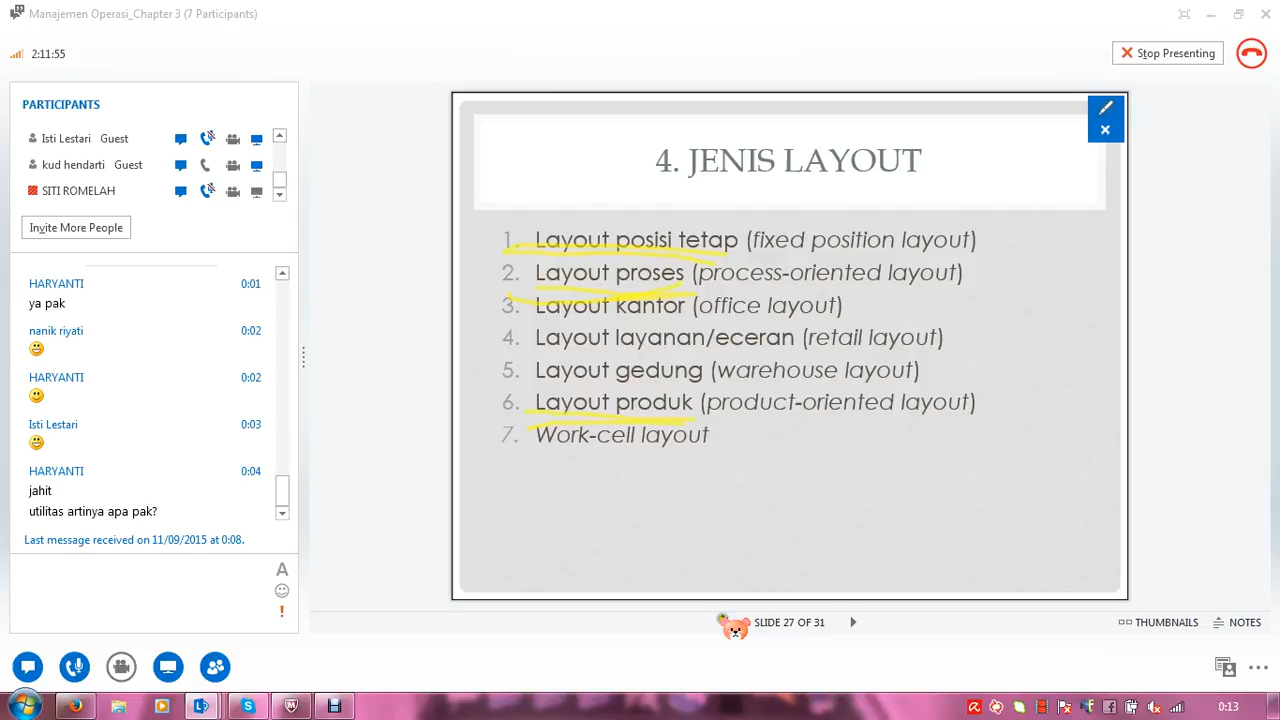 Manajemen Operasi_Chapter 3 (7 Participants)
2:11:55
Stop Presenting
PARTICIPANTS
Isti Lestari Guest
kud hendarti Guest
SITI ROMELAH
Invite More People
HARYANTI 0:01
ya pak
nanik riyati 0:02
HARYANTI 0:02
Isti Lestari 0:03
HARYANTI 0:04
jahit
utilitas artinya apa pak?
Last message received on 11/09/2015 at 0:08.
A
!
4. JENIS LAYOUT
1. Layout posisi tetap (fixed position layout)
2. Layout proses (process-oriented layout)
3. Layout kantor (office layout)
4. Layout layanan/eceran (retail layout)
5. Layout gedung (warehouse layout)
6. Layout produk (product-oriented layout)
7. Work-cell layout
SLIDE 27 OF 31
THUMBNAILS
NOTES
0:13